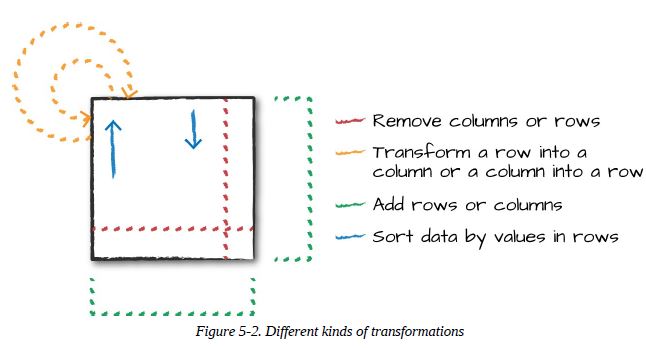 Remove columns or rows
Transform a row into a
column or a column into a row
Add rows or columns
Sort data by values in rows
Figure 5-2. Different kinds of transformations